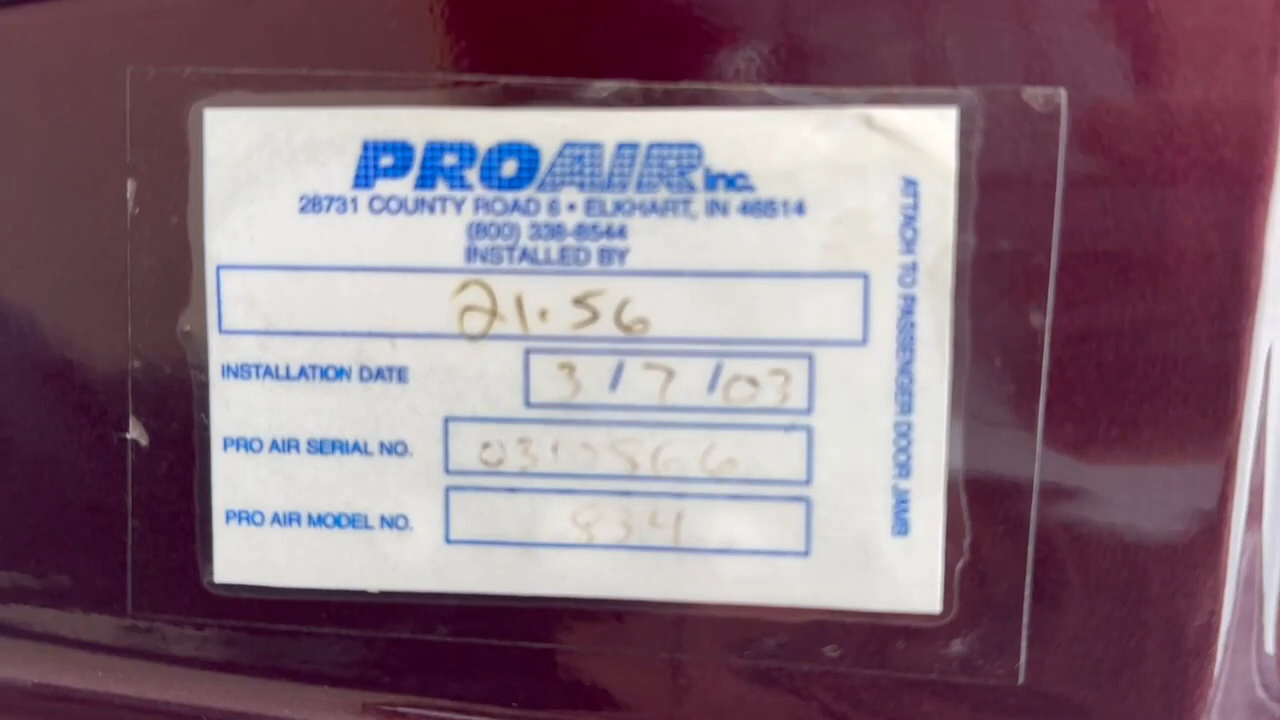 PROAIR Inc.
28731 COUNTY ROAD 6 • ELKHART, IN 46514
(800) 338-8544
INSTALLED BY
21.56
INSTALLATION DATE 3/7/03
PRO AIR SERIAL NO.
PRO AIR MODEL NO. 834
ATTACH TO PASSENGER DOOR JAMB